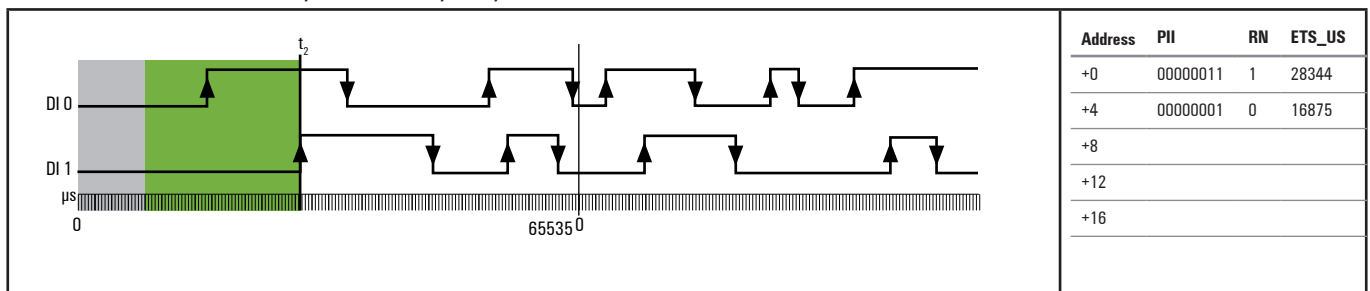 t2
DI 0
DI 1
µs
0
65535 0
Address PII RN ETS_US
+0 00000011 1 28344
+4 00000001 0 16875
+8
+12
+16